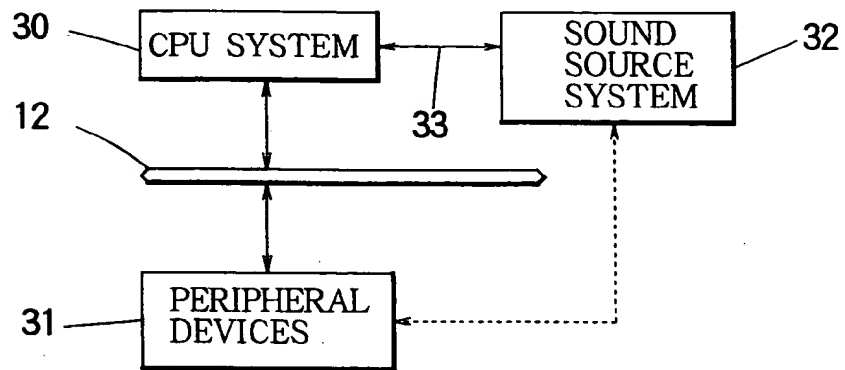 30
CPU SYSTEM
SOUND
SOURCE
SYSTEM
32
33
12
31
PERIPHERAL
DEVICES